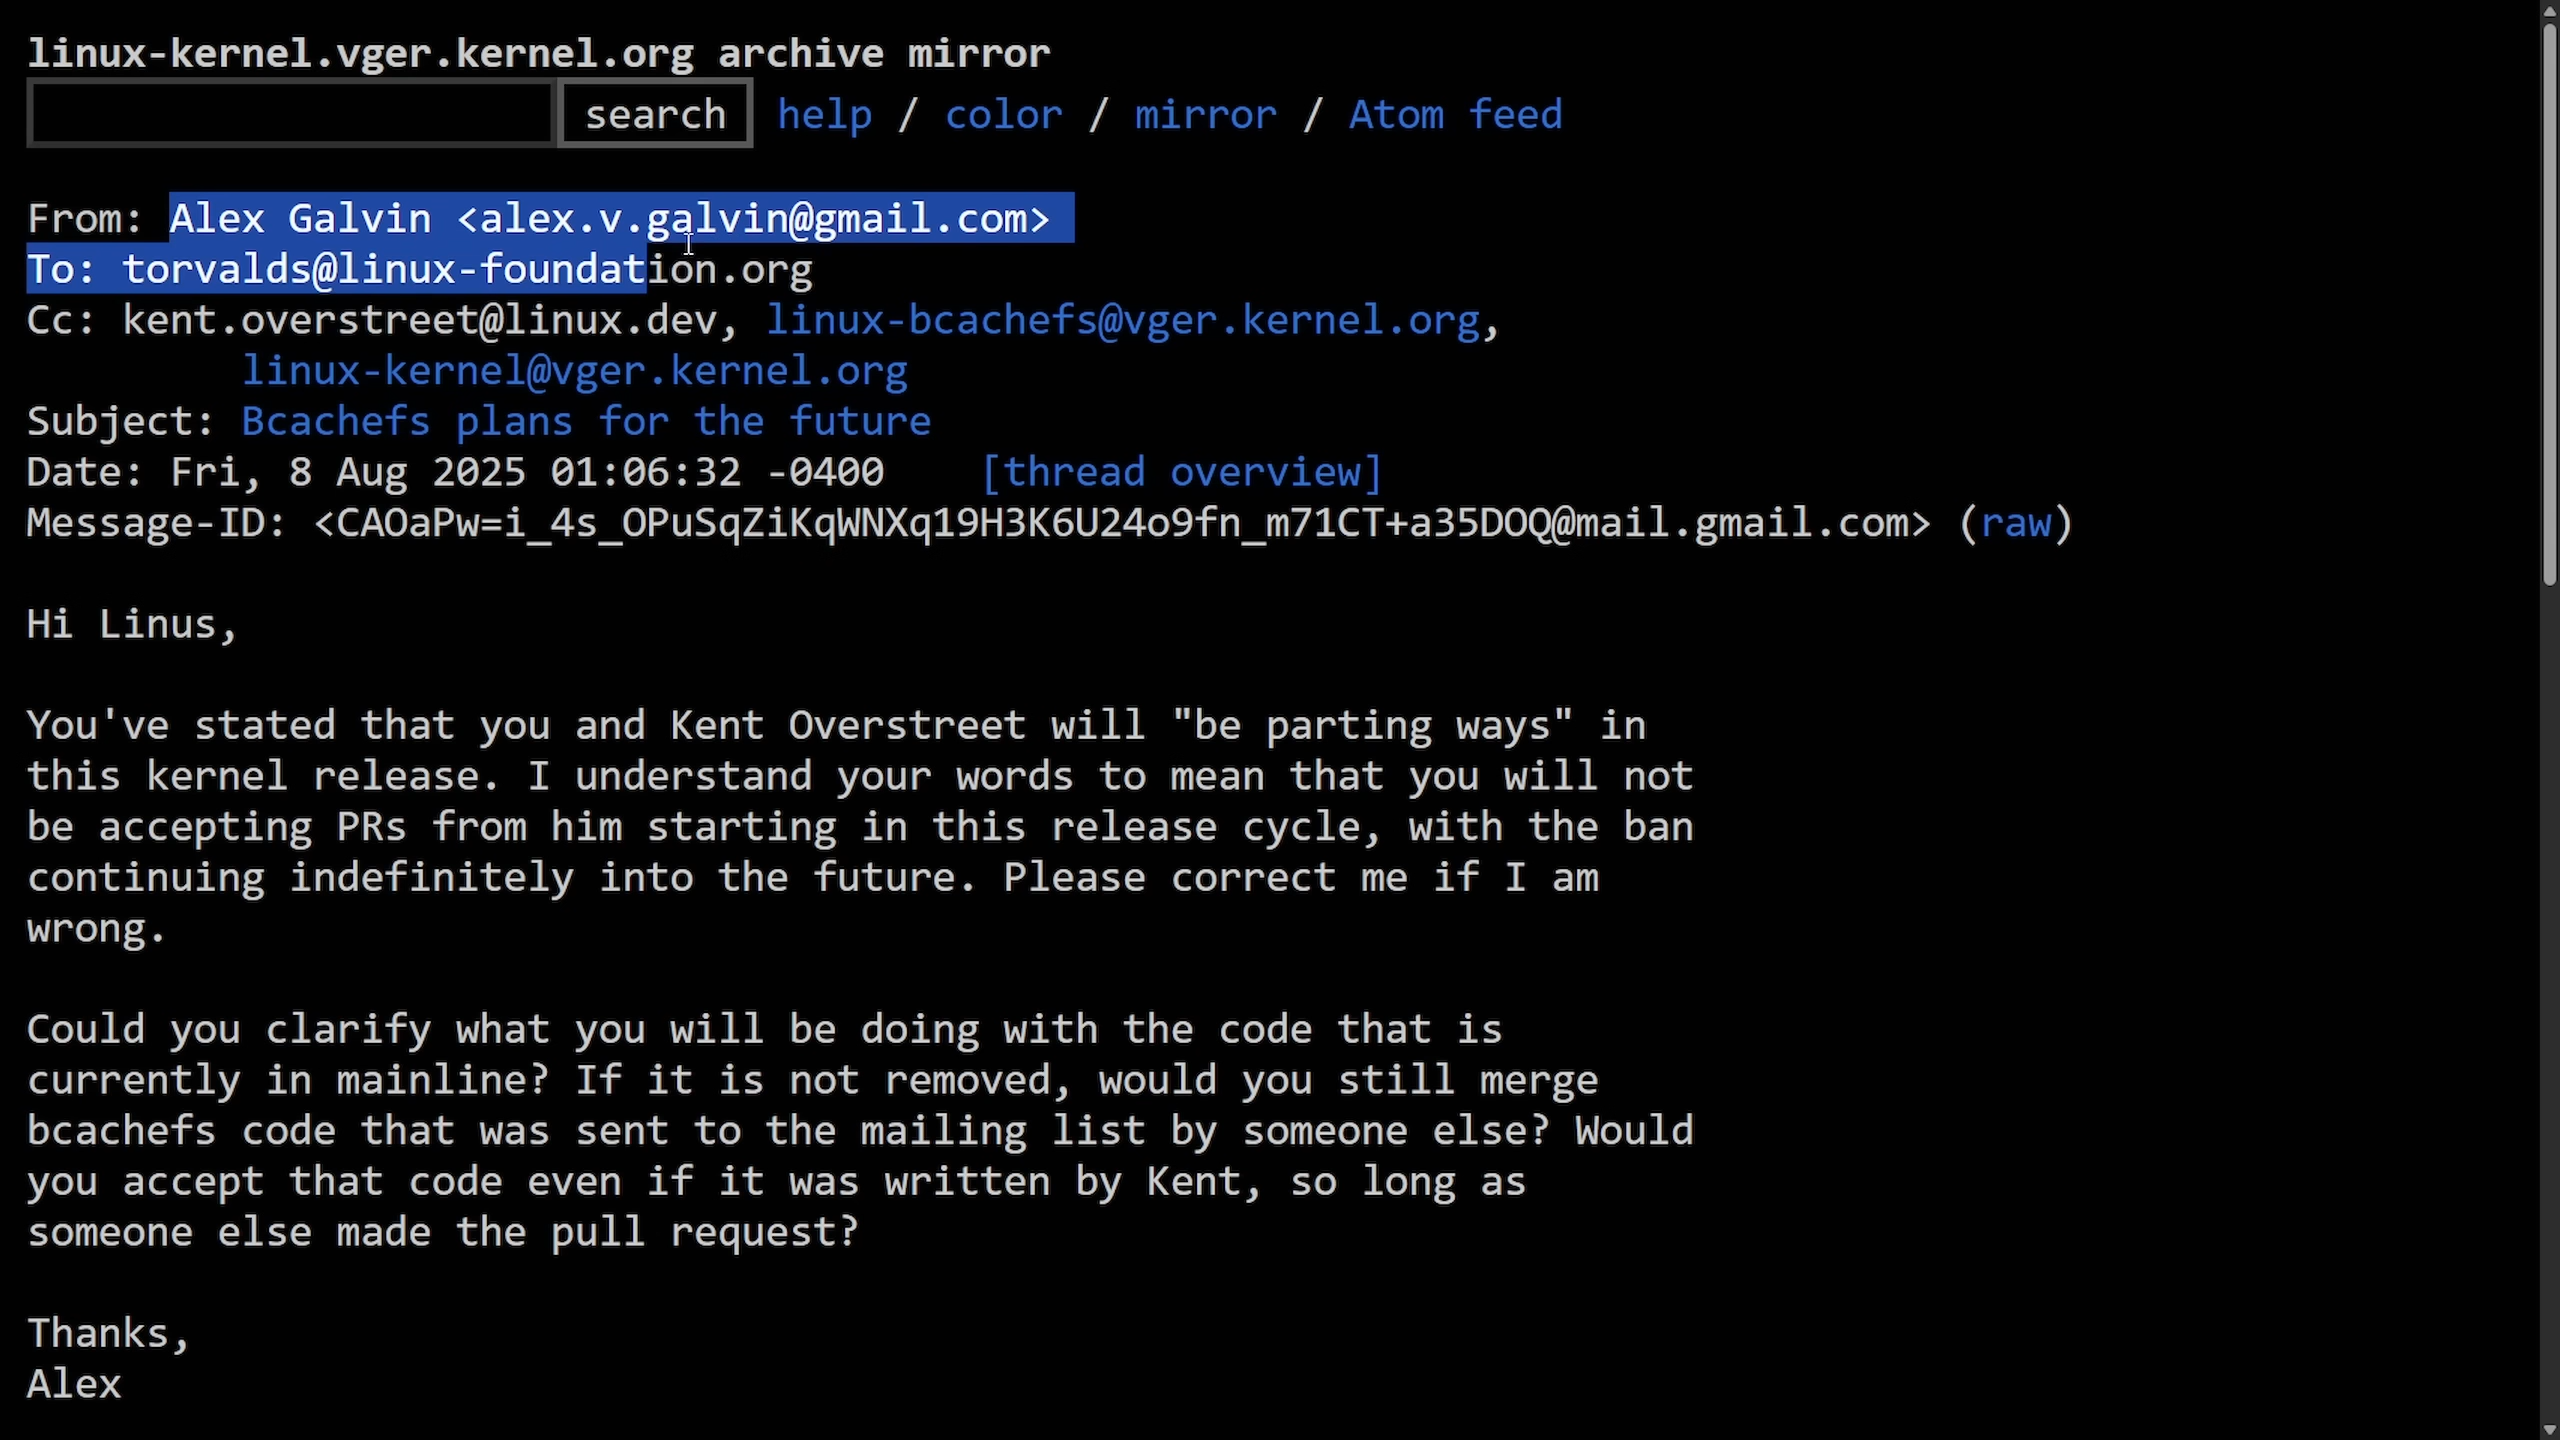 linux-kernel.vger.kernel.org archive mirror
search help / color / mirror / Atom feed
From: Alex Galvin <alex.v.galvin@gmail.com>
To: torvalds@linux-foundation.org
Cc: kent.overstreet@linux.dev, linux-bcachefs@vger.kernel.org,
linux-kernel@vger.kernel.org
Subject: Bcachefs plans for the future
Date: Fri, 8 Aug 2025 01:06:32 -0400 [thread overview]
Message-ID: <CAOaPw=i_4s_OPuSqZiKqWNXq19H3K6U24o9fn_m71CT+a35DOQ@mail.gmail.com> (raw)
Hi Linus,
You've stated that you and Kent Overstreet will "be parting ways" in
this kernel release. I understand your words to mean that you will not
be accepting PRs from him starting in this release cycle, with the ban
continuing indefinitely into the future. Please correct me if I am
wrong.
Could you clarify what you will be doing with the code that is
currently in mainline? If it is not removed, would you still merge
bcachefs code that was sent to the mailing list by someone else? Would
you accept that code even if it was written by Kent, so long as
someone else made the pull request?
Thanks,
Alex